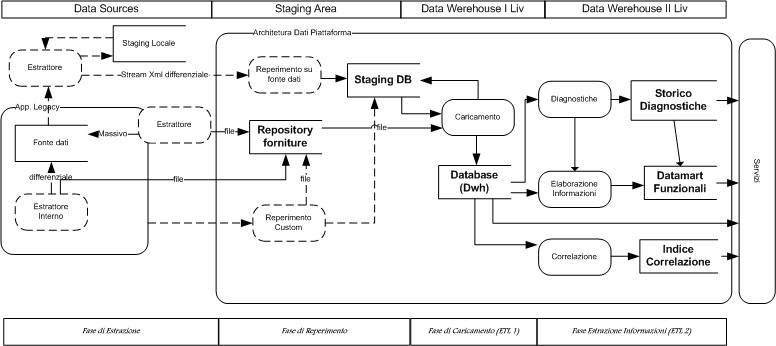 Data Sources
Staging Area
Data Werehouse I Liv
Data Werehouse II Liv
Architetura Dati Piattaforma
Staging Locale
Estrattore
Stream Xml differenziale
Reperimento su
fonte dati
Staging DB
App. Legacy
Fonte dati
Massivo
Estrattore
file
Repository
forniture
file
Caricamento
Diagnostiche
Storico
Diagnostiche
Servizi
differenziale
file
file
Estrattore
Interno
Reperimento
Custom
Database
(Dwh)
Elaborazione
Informazioni
Datamart
Funzionali
Correlazione
Indice
Correlazione
Fase di Estrazione
Fase di Reperimento
Fase di Caricamento (ETL 1)
Fase Estrazione Informazioni (ETL 2)